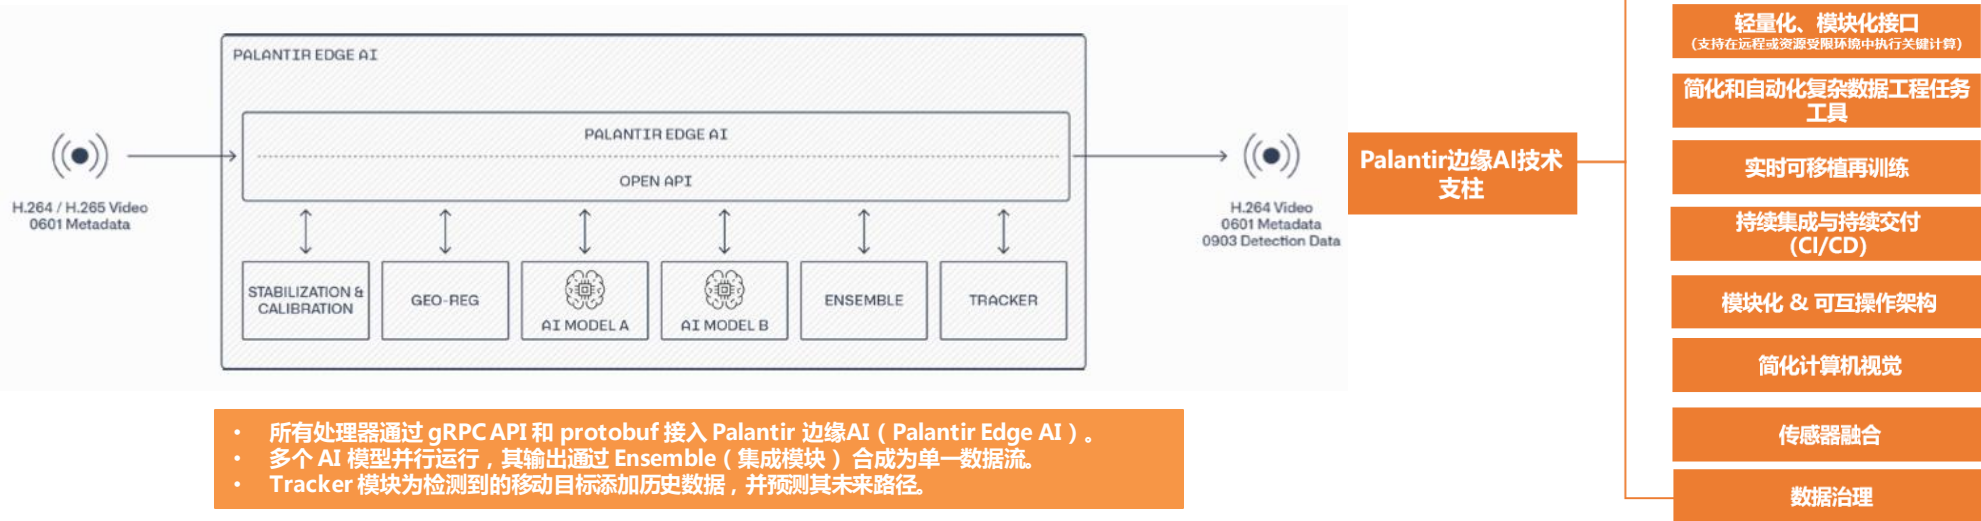 PALANTIR EDGE AI
PALANTIR EDGE AI
OPEN API
H.264 / H.265 Video
0601 Metadata
STABILIZATION &
CALIBRATION
GEO-REG
AI MODEL A
AI MODEL B
ENSEMBLE
TRACKER
H.264 Video
0601 Metadata
0903 Detection Data
• 所有处理器通过 gRPC API 和 protobuf 接入 Palantir 边缘AI（Palantir Edge AI）。
• 多个 AI 模型并行运行，其输出通过 Ensemble（集成模块） 合成为单一数据流。
• Tracker 模块为检测到的移动目标添加历史数据，并预测其未来路径。
Palantir边缘AI技术
支柱
轻量化、模块化接口
（支持在远程或资源受限环境中执行关键计算）
简化和自动化复杂数据工程任务
工具
实时可移植再训练
持续集成与持续交付
(CI/CD)
模块化 & 可互操作架构
简化计算机视觉
传感器融合
数据治理